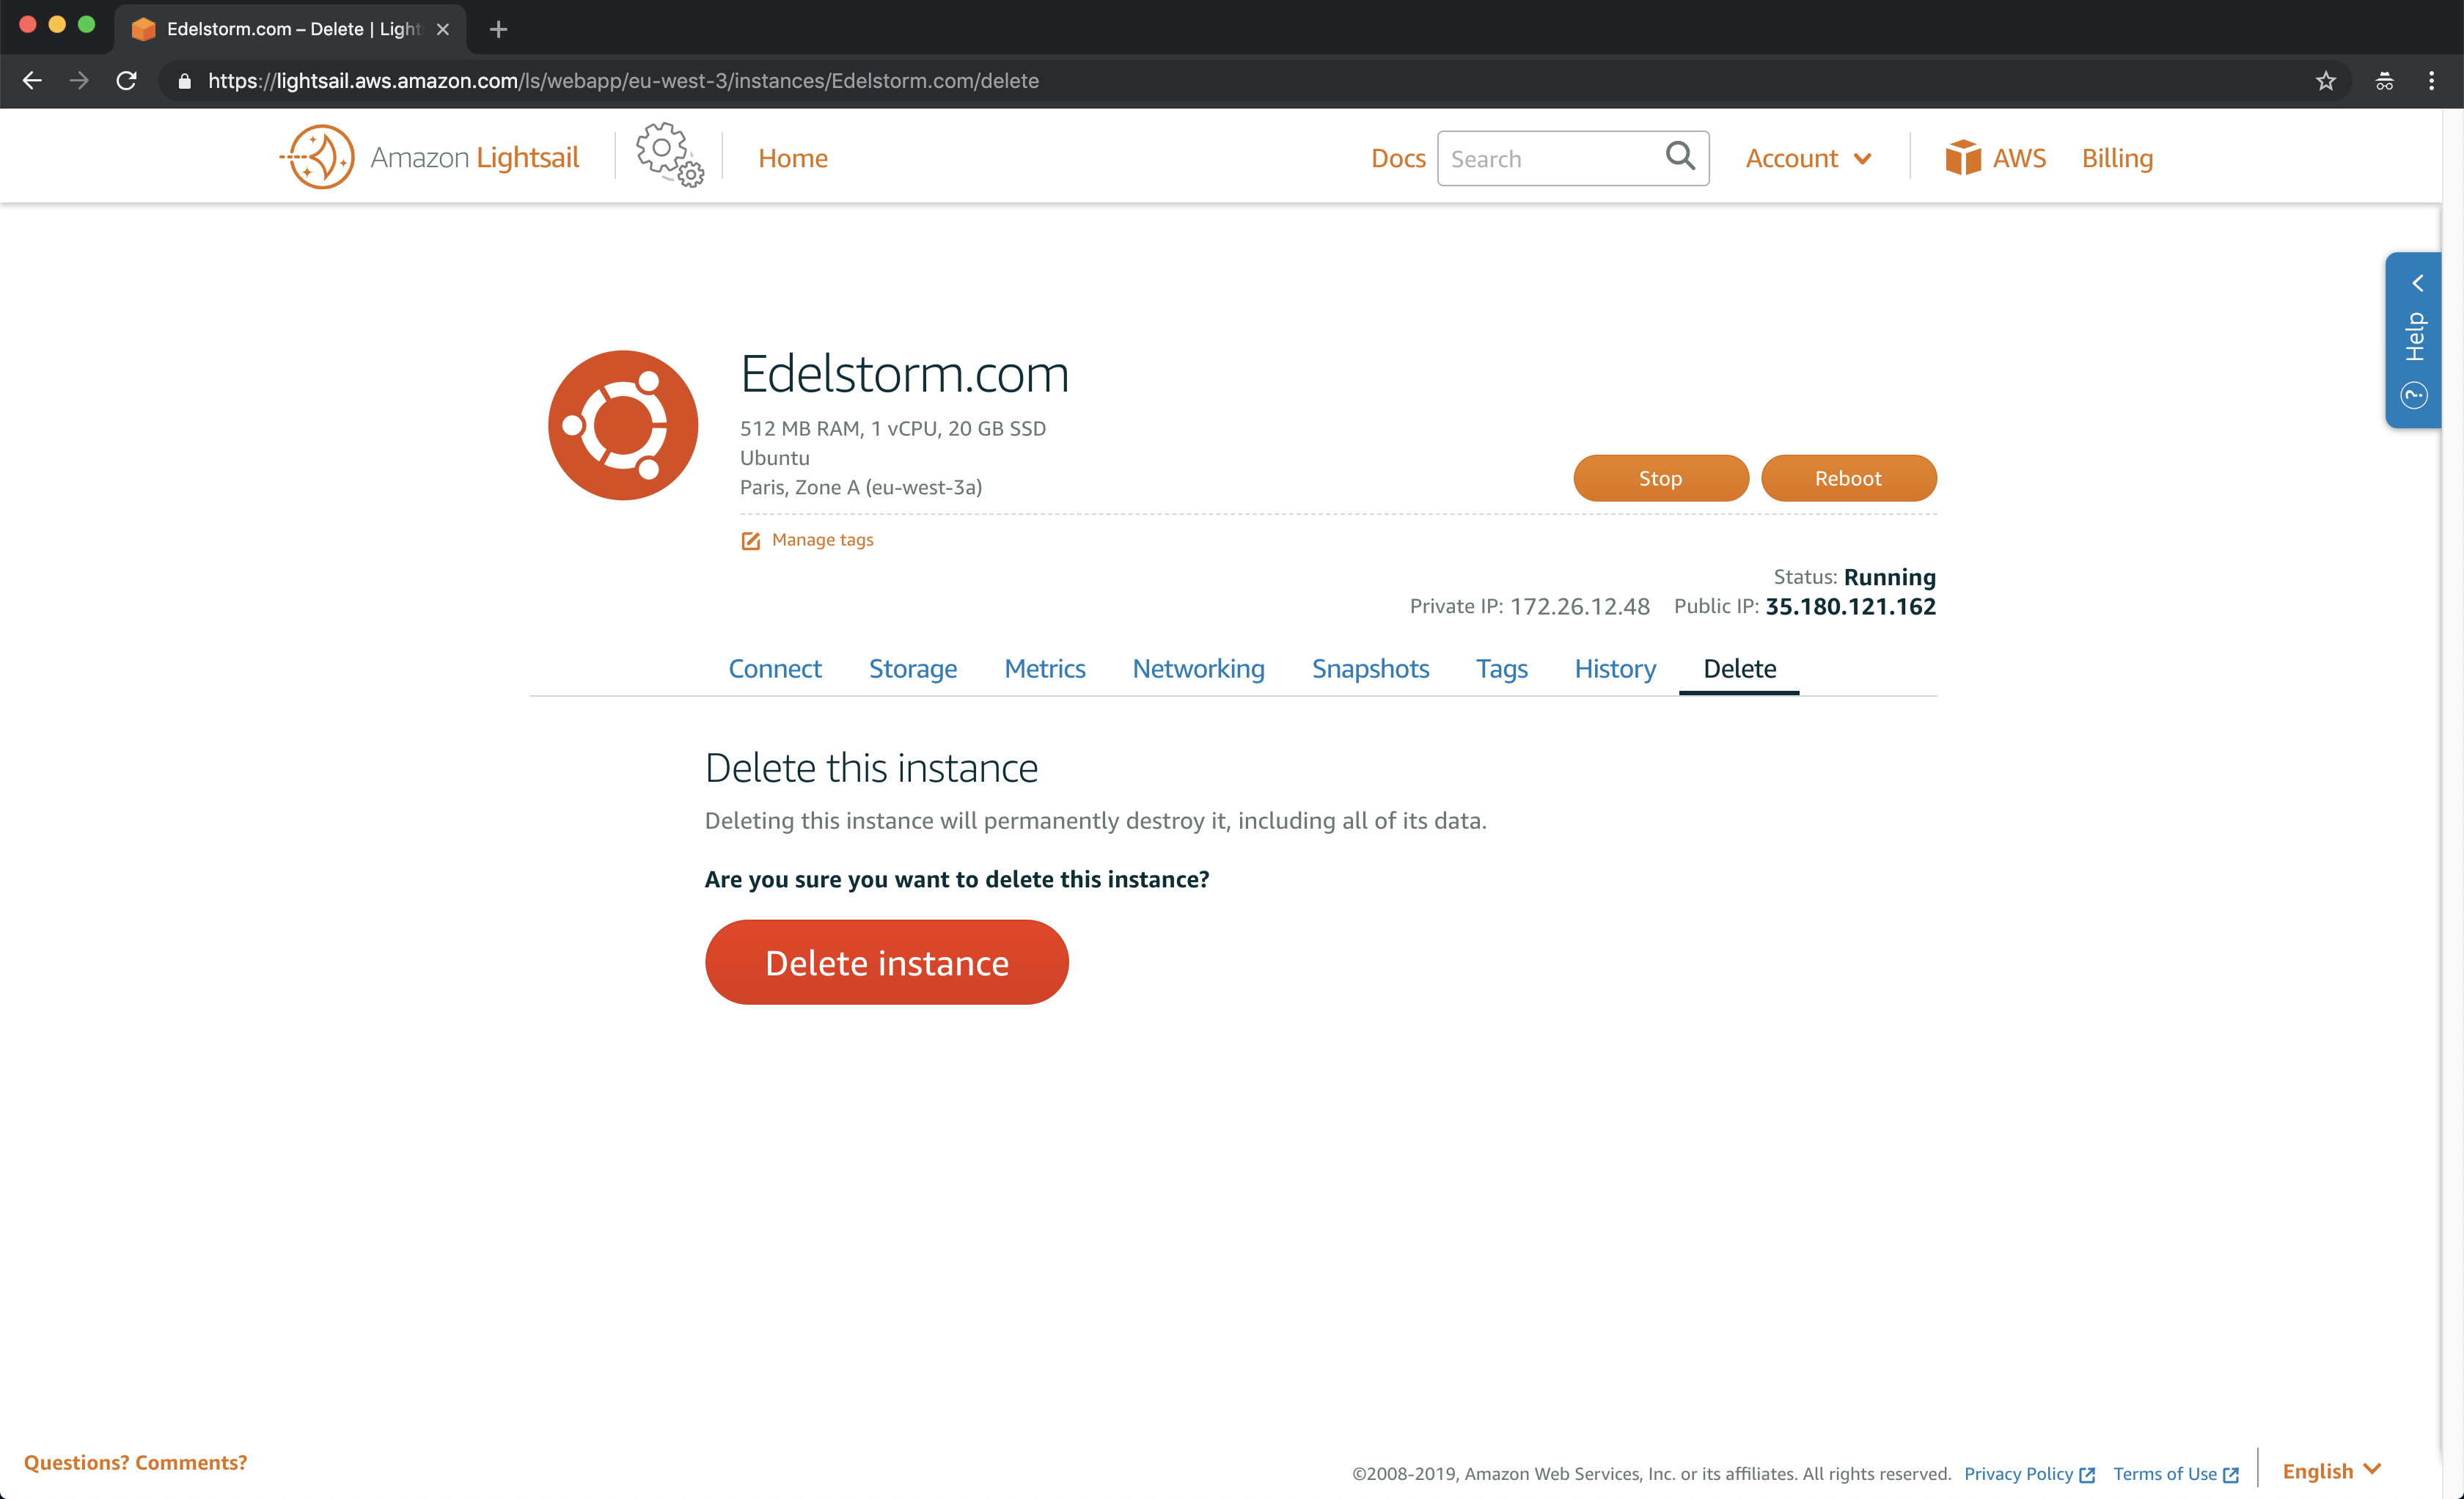 Edelstorm.com – Delete | Light
https://lightsail.aws.amazon.com/ls/webapp/eu-west-3/instances/Edelstorm.com/delete
Amazon Lightsail
Home
Docs
Search
Account
AWS
Billing
Help
?
Edelstorm.com
512 MB RAM, 1 vCPU, 20 GB SSD
Ubuntu
Paris, Zone A (eu-west-3a)
Stop
Reboot
Manage tags
Status: Running
Private IP: 172.26.12.48 Public IP: 35.180.121.162
Connect Storage Metrics Networking Snapshots Tags History Delete
Delete this instance
Deleting this instance will permanently destroy it, including all of its data.
Are you sure you want to delete this instance?
Delete instance
Questions? Comments?
©2008-2019, Amazon Web Services, Inc. or its affiliates. All rights reserved. Privacy Policy Terms of Use
English